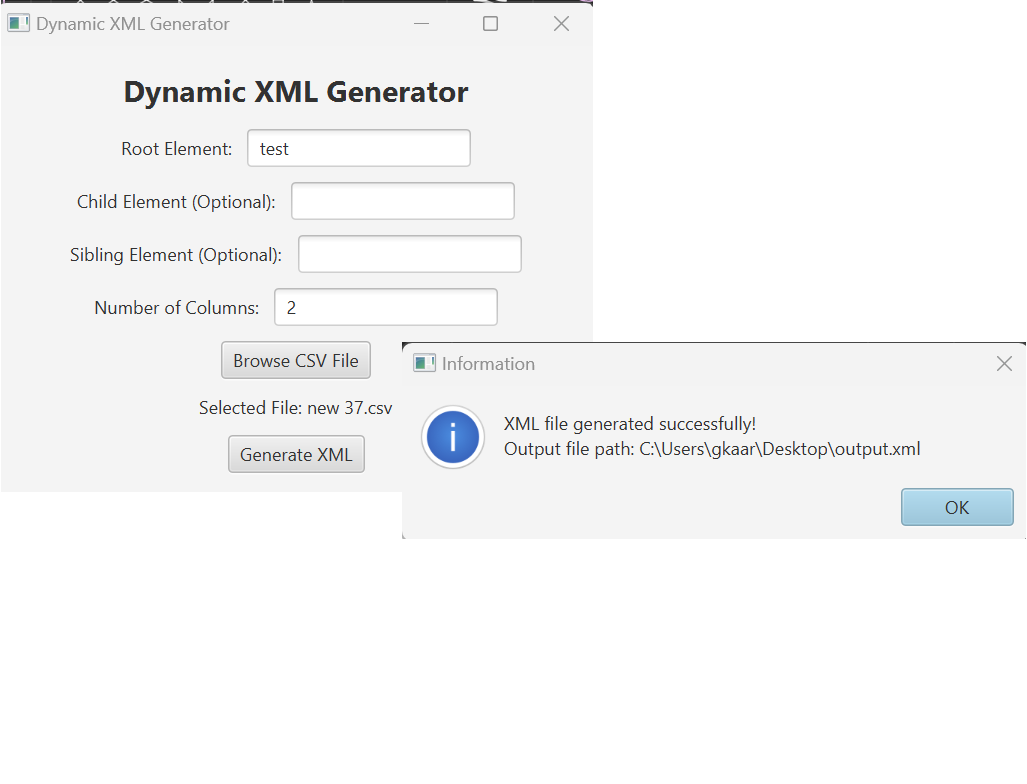 Dynamic XML Generator
Dynamic XML Generator
Root Element: test
Child Element (Optional):
Sibling Element (Optional):
Number of Columns: 2
Browse CSV File
Selected File: new 37.csv
Generate XML
Information
XML file generated successfully!
Output file path: C:\Users\gkaar\Desktop\output.xml
OK